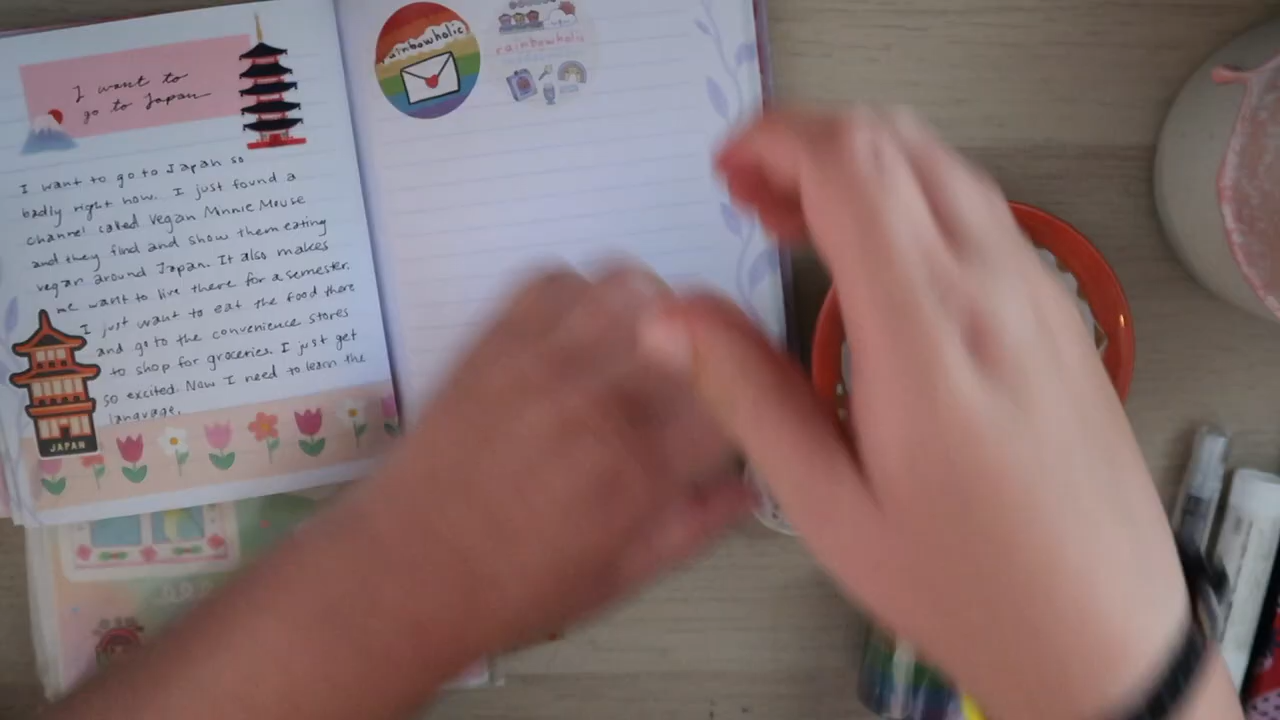 I want to
go to Japan
I want to go to Japan so
badly right now. I just found a
channel called Vegan Minnie Mouse
and they find and show them eating
vegan around Japan. It also makes
me want to live there for a semester.
I just want to eat the food there
and go to the convenience stores
to shop for groceries. I just get
so excited. Now I need to learn the
language.
JAPAN
rainbowholic
rainbowholic